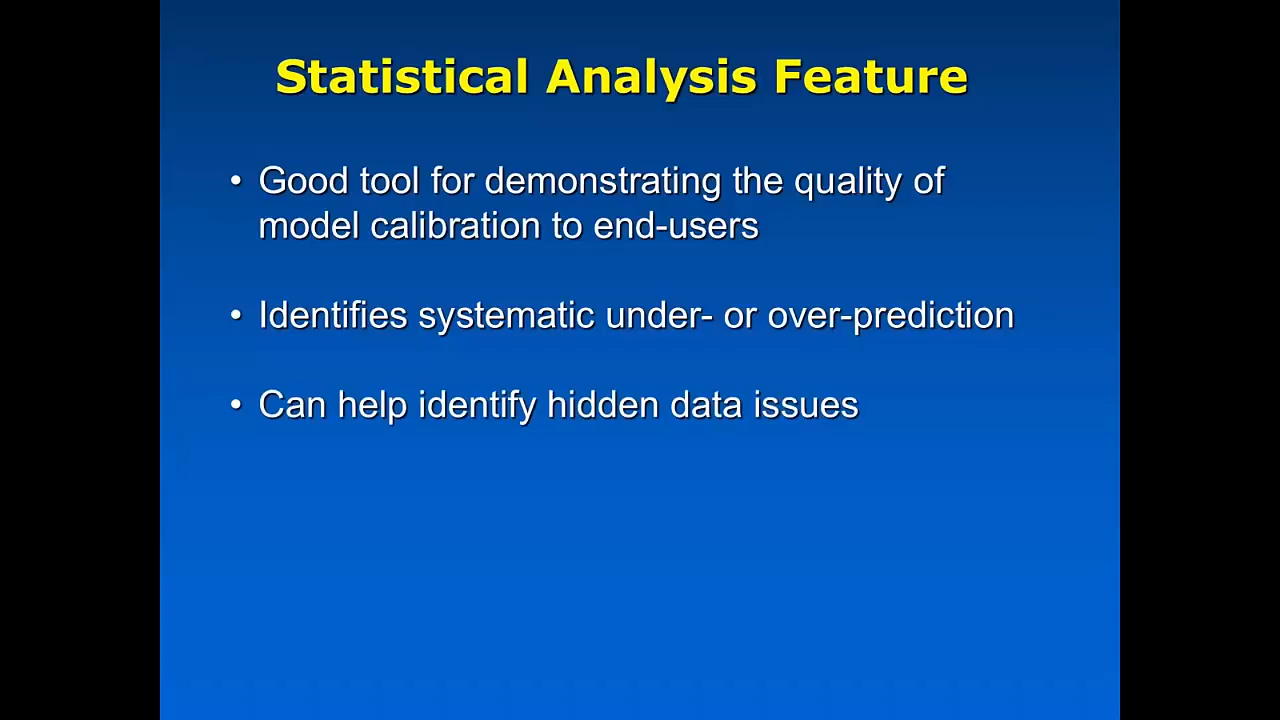 Statistical Analysis Feature
• Good tool for demonstrating the quality of
model calibration to end-users
• Identifies systematic under- or over-prediction
• Can help identify hidden data issues